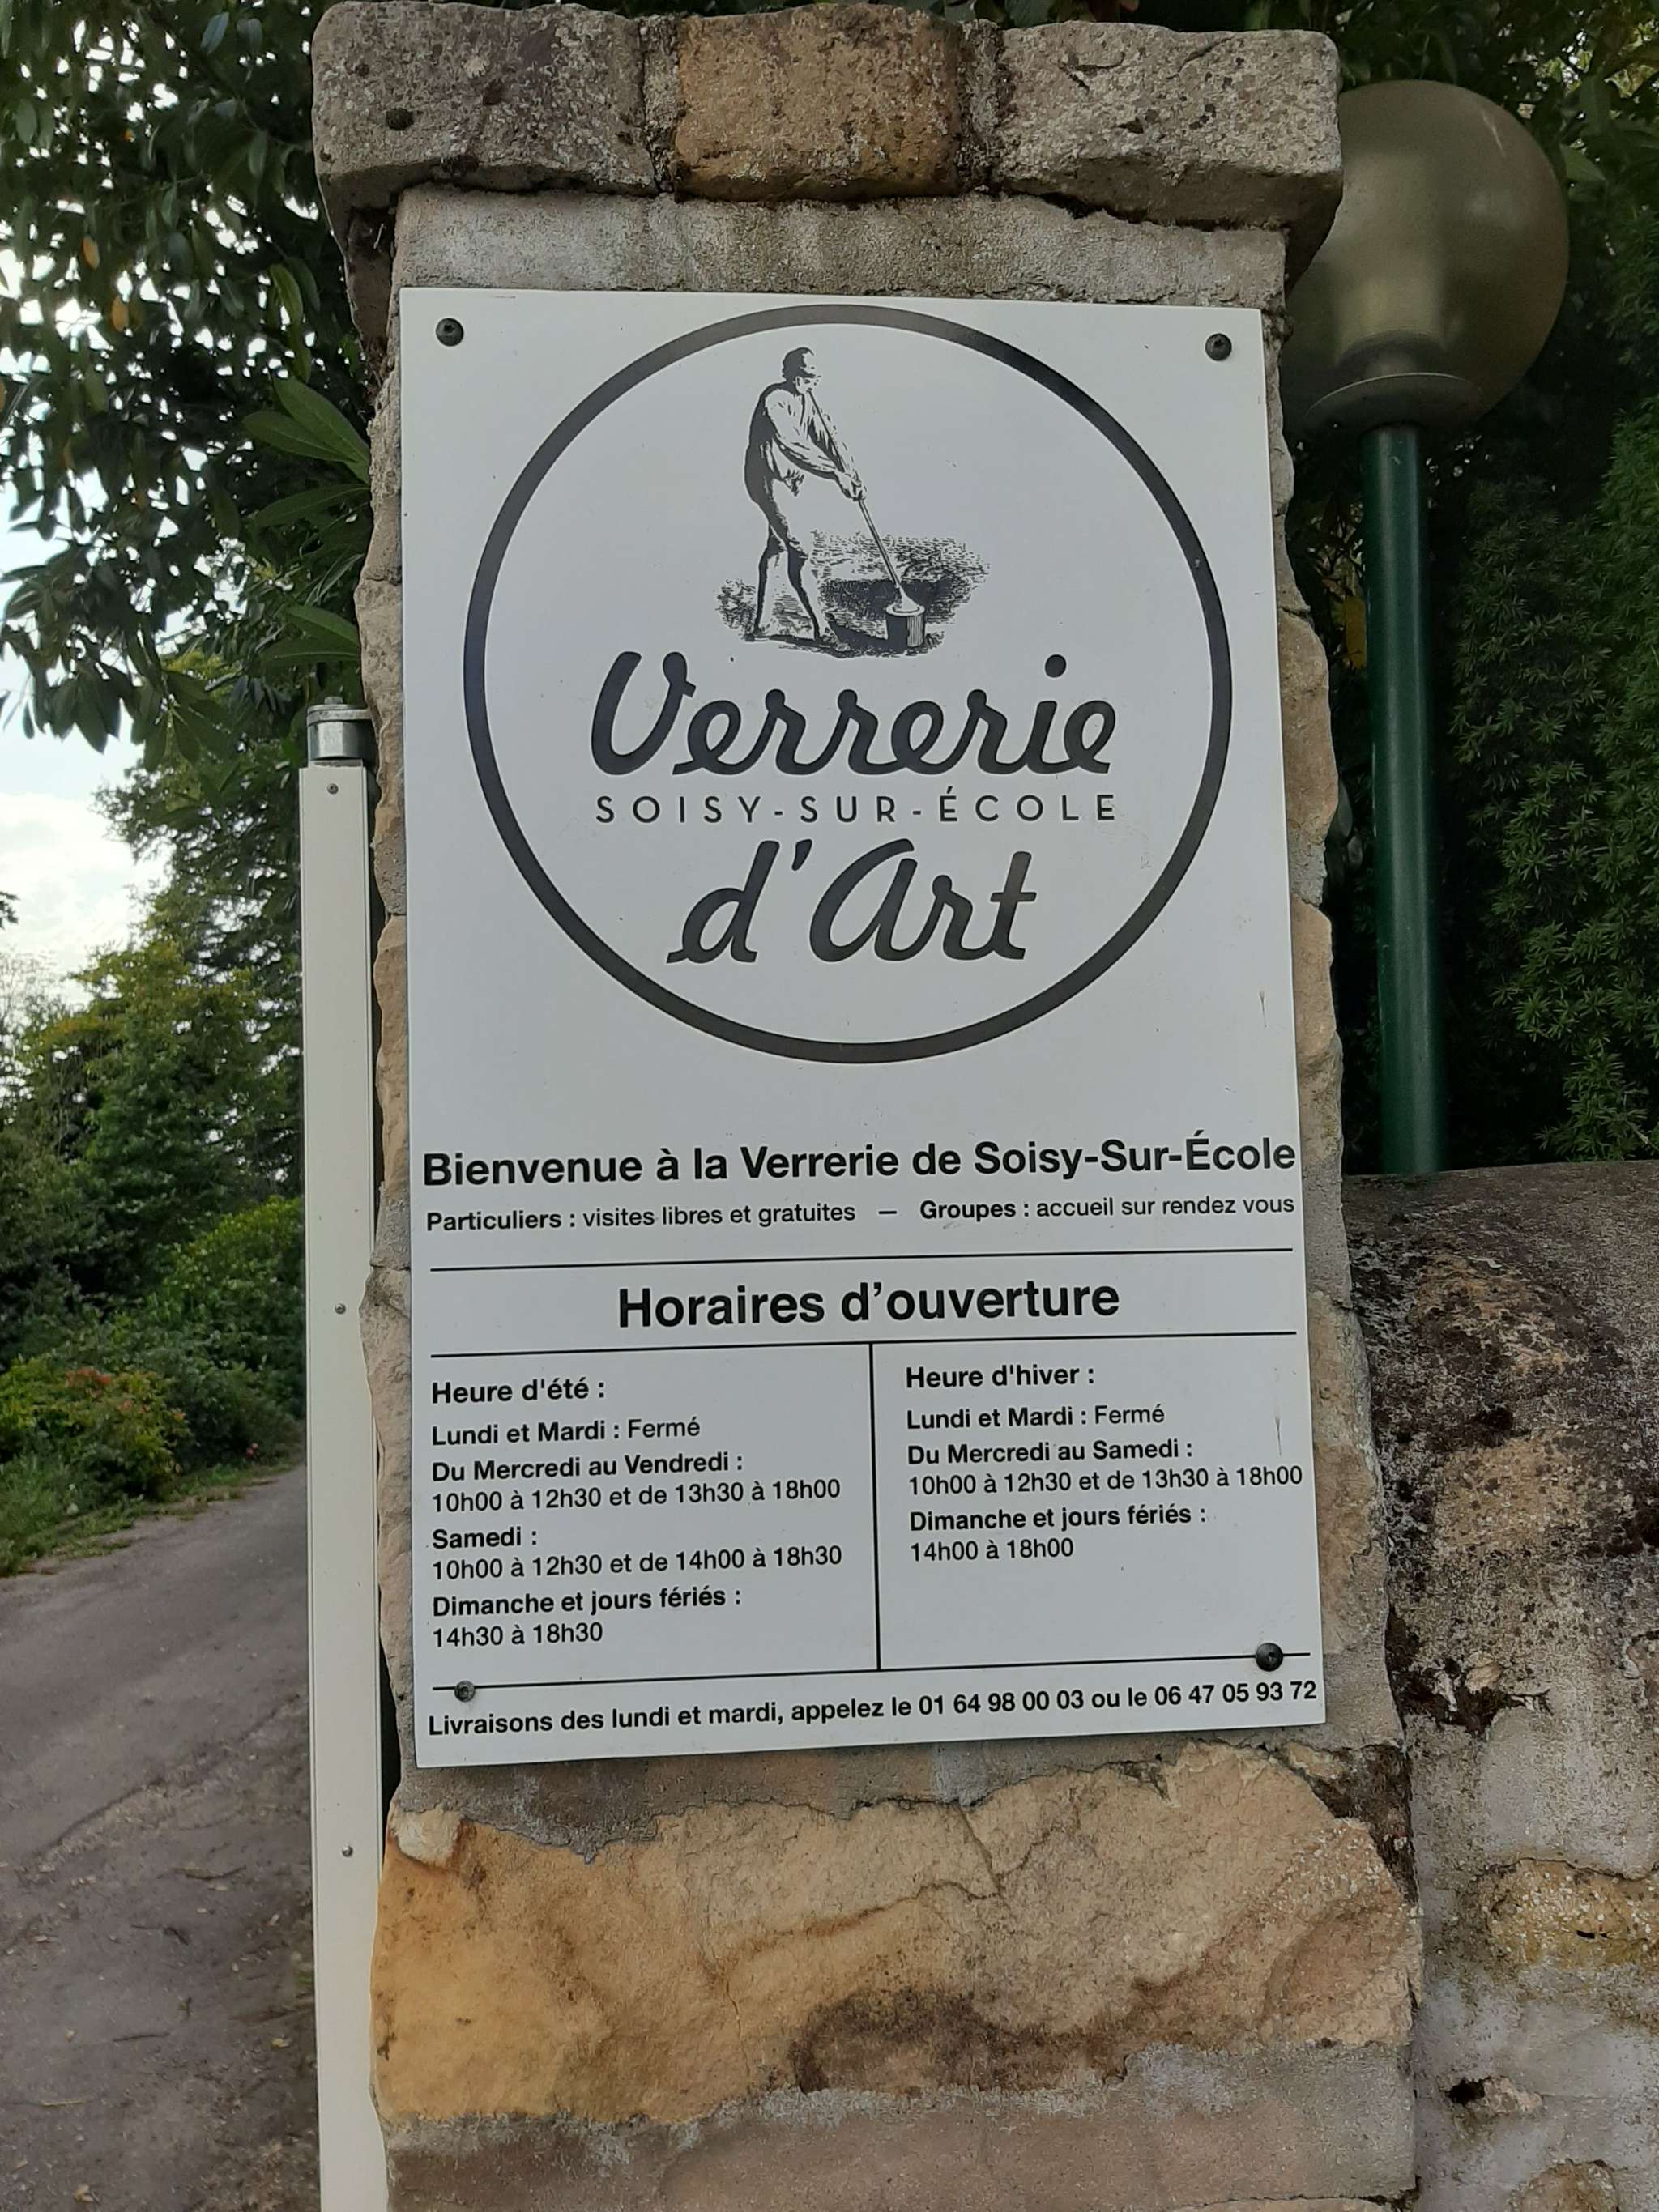 Verrerie
SOISY-SUR-ÉCOLE
d'Art
Bienvenue à la Verrerie de Soisy-Sur-École
Particuliers : visites libres et gratuites — Groupes : accueil sur rendez vous
Horaires d'ouverture
Heure d'été :
Lundi et Mardi : Fermé
Du Mercredi au Vendredi :
10h00 à 12h30 et de 13h30 à 18h00
Samedi :
10h00 à 12h30 et de 14h00 à 18h30
Dimanche et jours fériés :
14h30 à 18h30
Heure d'hiver :
Lundi et Mardi : Fermé
Du Mercredi au Samedi :
10h00 à 12h30 et de 13h30 à 18h00
Dimanche et jours fériés :
14h00 à 18h00
Livraisons des lundi et mardi, appelez le 01 64 98 00 03 ou le 06 47 05 93 72